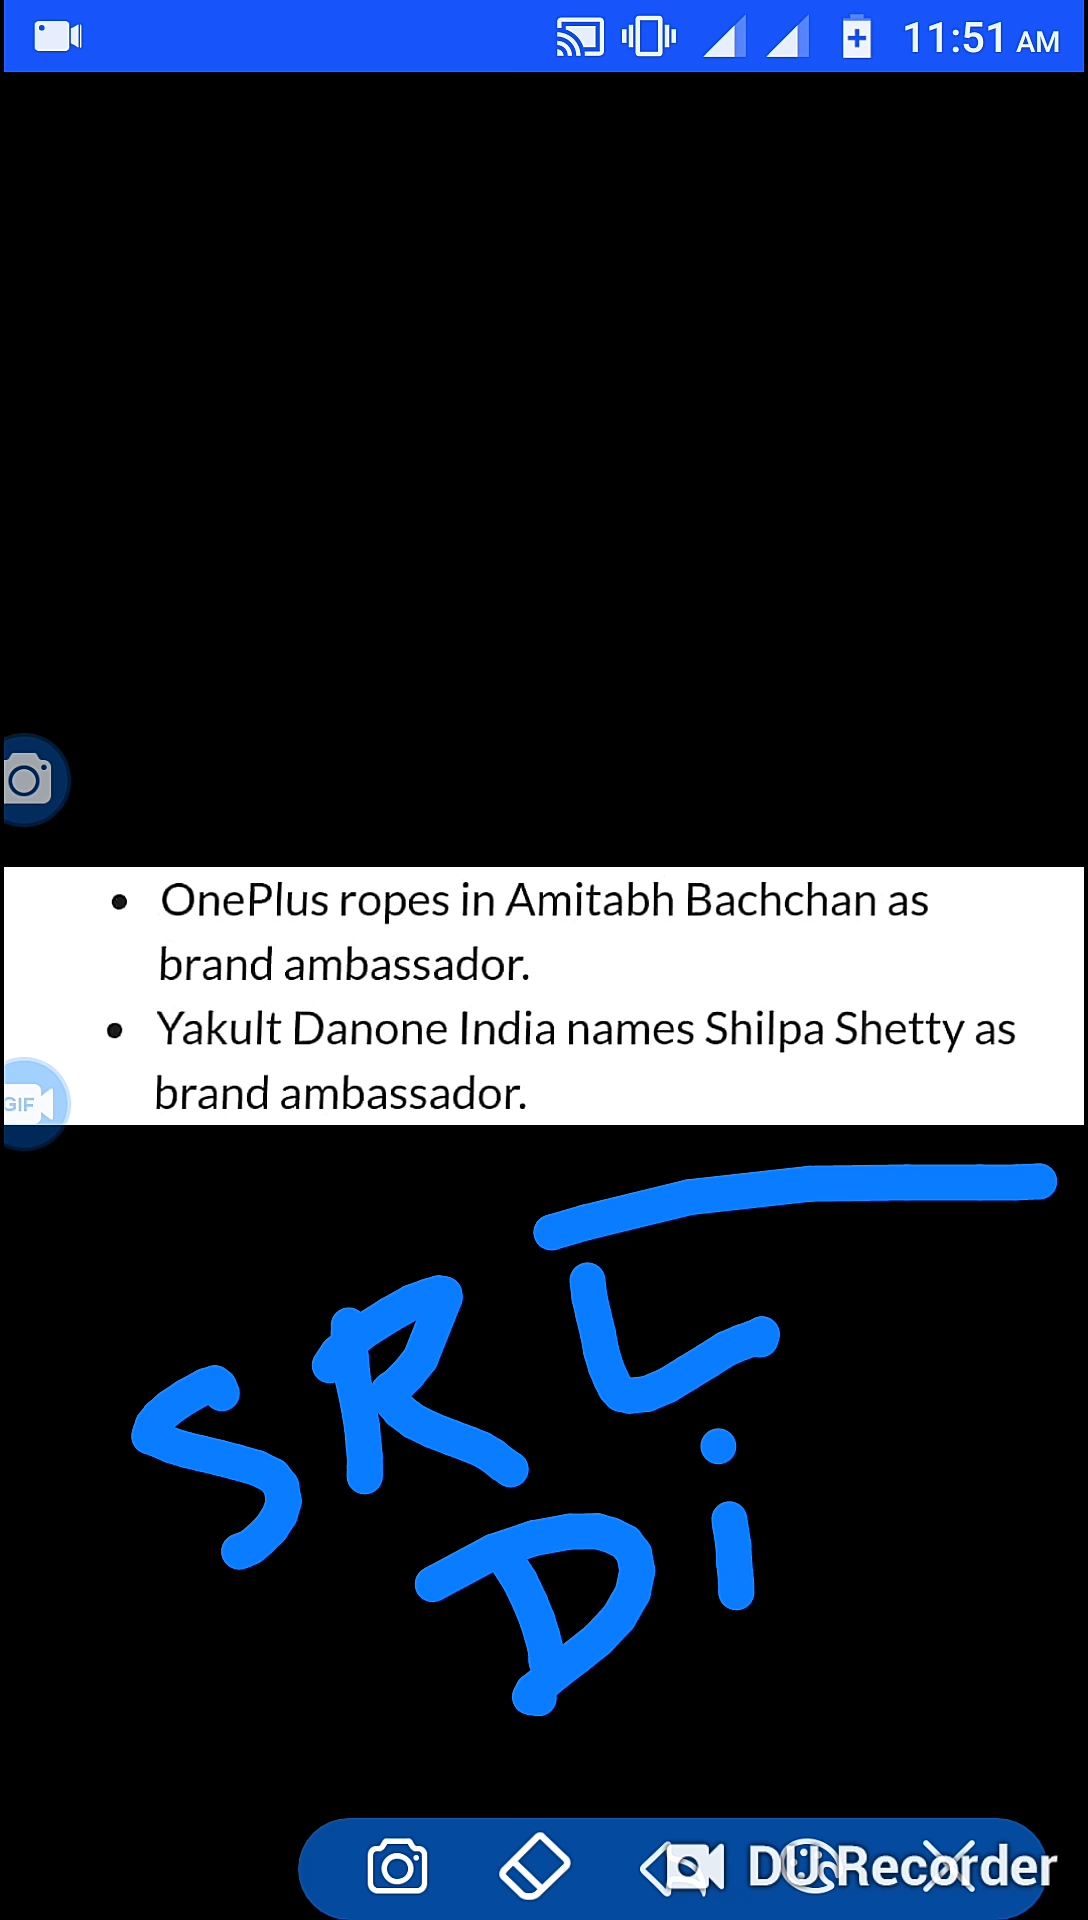 11:51 AM
• OnePlus ropes in Amitabh Bachchan as
brand ambassador.
• Yakult Danone India names Shilpa Shetty as
brand ambassador.
GIF
SRL
Di
DU Recorder